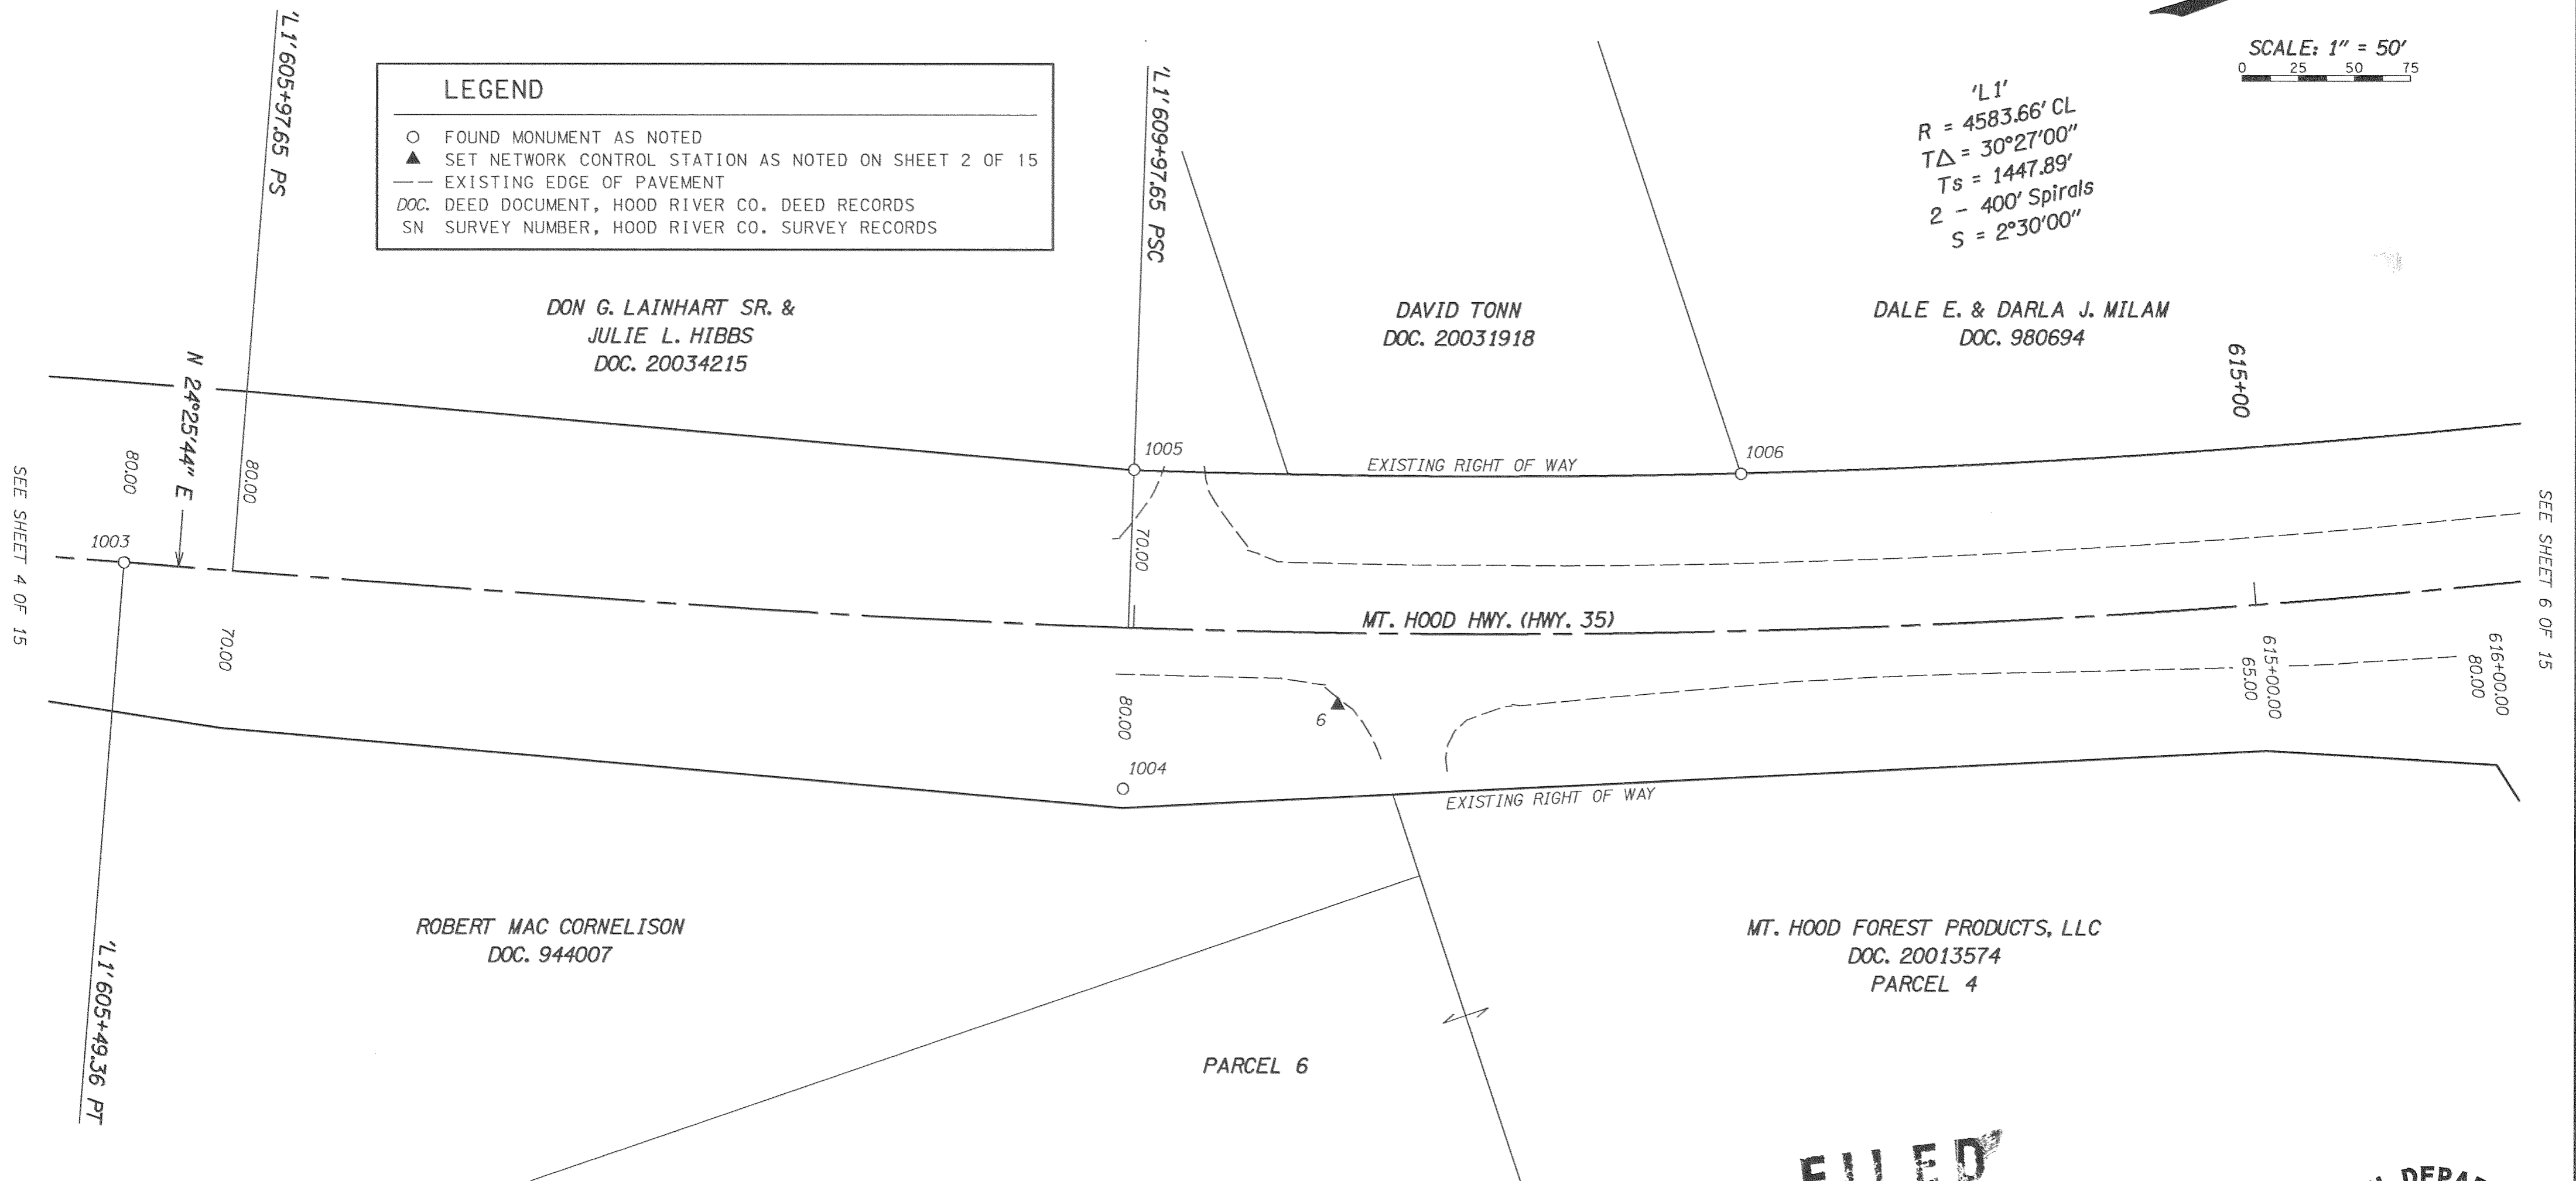 SCALE: 1" = 50'
0 25 50 75
'L1' 605+97.65 PS
LEGEND
FOUND MONUMENT AS NOTED
SET NETWORK CONTROL STATION AS NOTED ON SHEET 2 OF 15
EXISTING EDGE OF PAVEMENT
DOC. DEED DOCUMENT, HOOD RIVER CO. DEED RECORDS
SN SURVEY NUMBER, HOOD RIVER CO. SURVEY RECORDS
'L1' 609+97.65 PSC
'L1'
R = 4583.66' CL
T△ = 30°27'00"
Ts = 1447.89'
2 - 400' Spirals
S = 2°30'00"
DON G. LAINHART SR. &
JULIE L. HIBBS
DOC. 20034215
DAVID TONN
DOC. 20031918
DALE E. & DARLA J. MILAM
DOC. 980694
615+00
N 24°25'44" E
80.00
80.00
1005
EXISTING RIGHT OF WAY
1006
SEE SHEET 4 OF 15
1003
70.00
70.00
MT. HOOD HWY. (HWY. 35)
SEE SHEET 6 OF 15
615+00.00
65.00
616+00.00
80.00
80.00
6
1004
EXISTING RIGHT OF WAY
ROBERT MAC CORNELISON
DOC. 944007
MT. HOOD FOREST PRODUCTS, LLC
DOC. 20013574
PARCEL 4
'L1' 605+49.36 PT
PARCEL 6
FILED